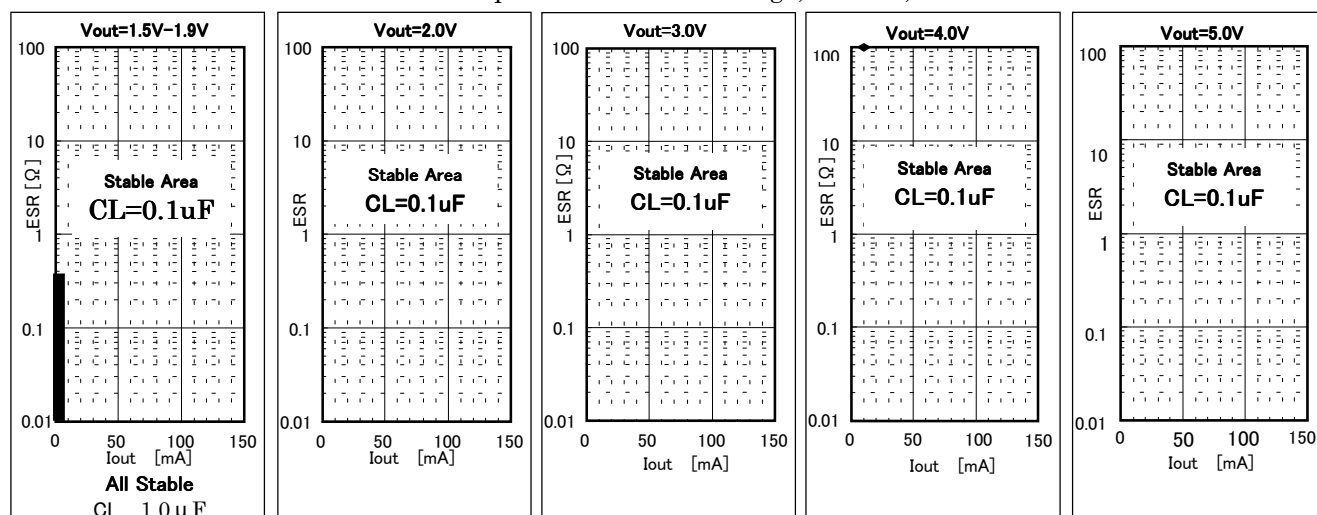 Vout=1.5V-1.9V
100
10
1
0.1
0.01
ESR [Ω]
Stable Area
CL=0.1uF
0 50 100 150
Iout [mA]
All Stable
CL 1.0μF
Vout=2.0V
100
10
1
0.1
0.01
ESR
Stable Area
CL=0.1uF
0 50 100 150
Iout [mA]
Vout=3.0V
100
10
1
0.1
0.01
ESR [Ω]
Stable Area
CL=0.1uF
0 50 100 150
Iout [mA]
Vout=4.0V
100
10
1
0.1
0.01
ESR [Ω]
Stable Area
CL=0.1uF
0 50 100 150
Iout [mA]
Vout=5.0V
100
10
1
0.1
0.01
ESR
Stable Area
CL=0.1uF
0 50 100 150
Iout [mA]